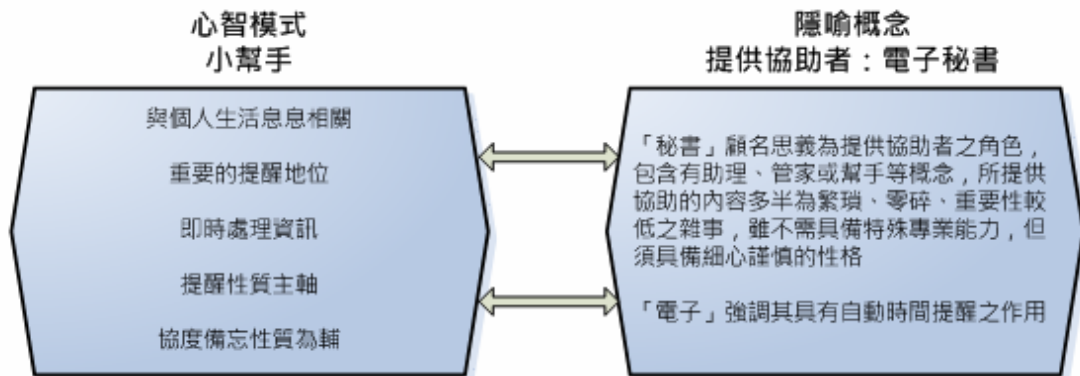 心智模式
小幫手
與個人生活息息相關
重要的提醒地位
即時處理資訊
提醒性質主軸
協度備忘性質為輔
隱喻概念
提供協助者：電子秘書
「秘書」顧名思義為提供協助者之角色，
包含有助理、管家或幫手等概念，所提供
協助的內容多半為繁瑣、零碎、重要性較
低之雜事，雖不需具備特殊專業能力，但
須具備細心謹慎的性格
「電子」強調其具有自動時間提醒之作用